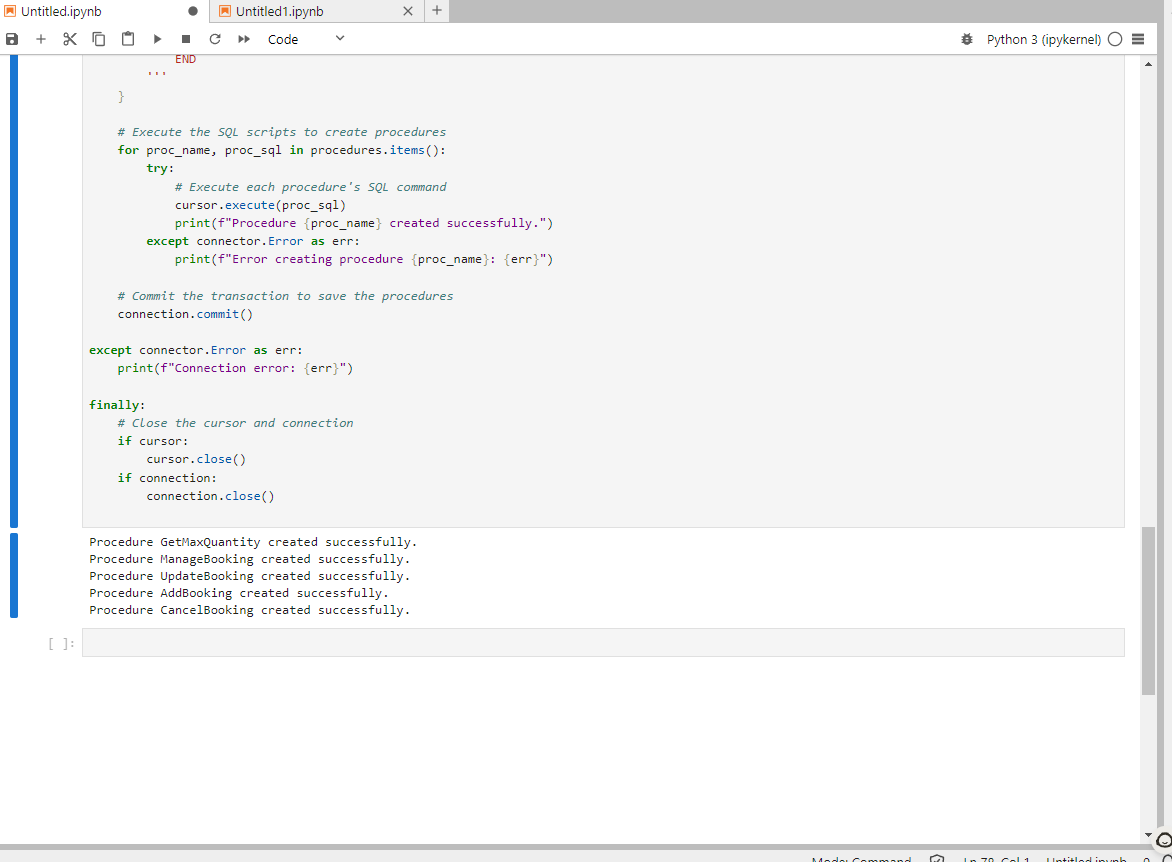 Untitled.ipynb
Untitled1.ipynb
Code
Python 3 (ipykernel)
END
'''
}
# Execute the SQL scripts to create procedures
for proc_name, proc_sql in procedures.items():
try:
# Execute each procedure's SQL command
cursor.execute(proc_sql)
print(f"Procedure {proc_name} created successfully.")
except connector.Error as err:
print(f"Error creating procedure {proc_name}: {err}")
# Commit the transaction to save the procedures
connection.commit()
except connector.Error as err:
print(f"Connection error: {err}")
finally:
# Close the cursor and connection
if cursor:
cursor.close()
if connection:
connection.close()
Procedure GetMaxQuantity created successfully.
Procedure ManageBooking created successfully.
Procedure UpdateBooking created successfully.
Procedure AddBooking created successfully.
Procedure CancelBooking created successfully.
[ ]:
Mode: Command Ln 78, Col 1 Untitled.ipynb 0